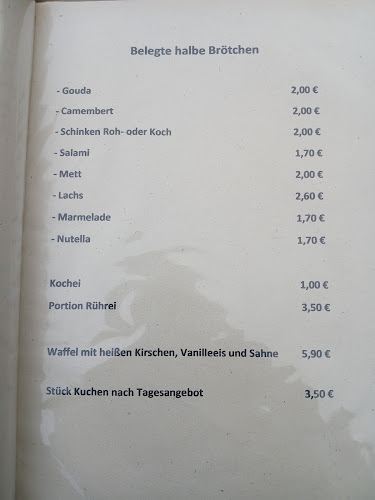 Belegte halbe Brötchen
- Gouda 2,00 €
- Camembert 2,00 €
- Schinken Roh- oder Koch 2,00 €
- Salami 1,70 €
- Mett 2,00 €
- Lachs 2,60 €
- Marmelade 1,70 €
- Nutella 1,70 €
Kochei 1,00 €
Portion Rührei 3,50 €
Waffel mit heißen Kirschen, Vanilleeis und Sahne 5,90 €
Stück Kuchen nach Tagesangebot 3,50 €